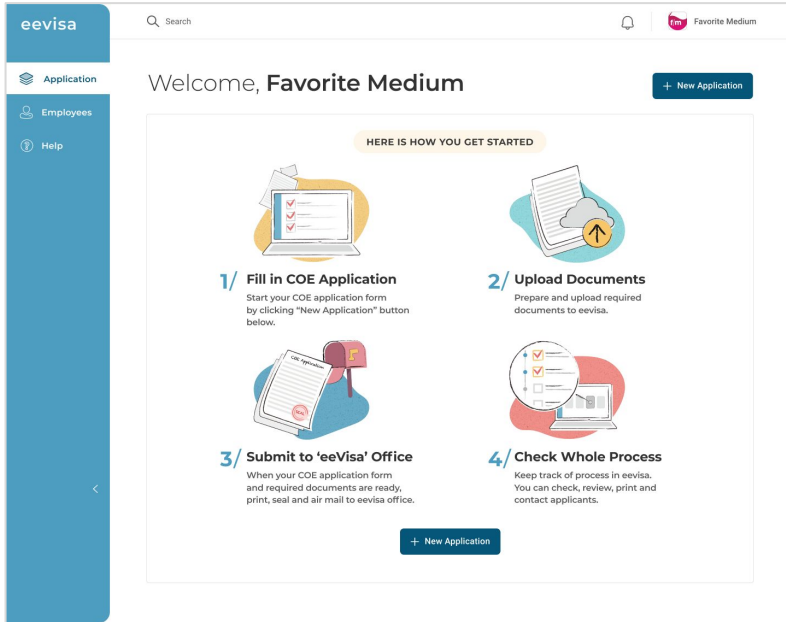 eevisa
Search
f/m
Favorite Medium
Application
Employees
Help
Welcome, Favorite Medium
+ New Application
HERE IS HOW YOU GET STARTED
1/ Fill in COE Application
Start your COE application form
by clicking “New Application” button
below.
2/ Upload Documents
Prepare and upload required
documents to eevisa.
COE Application
SEAL
3/ Submit to ‘eeVisa’ Office
When your COE application form
and required documents are ready,
print, seal and air mail to eevisa office.
4/ Check Whole Process
Keep track of process in eevisa.
You can check, review, print and
contact applicants.
+ New Application